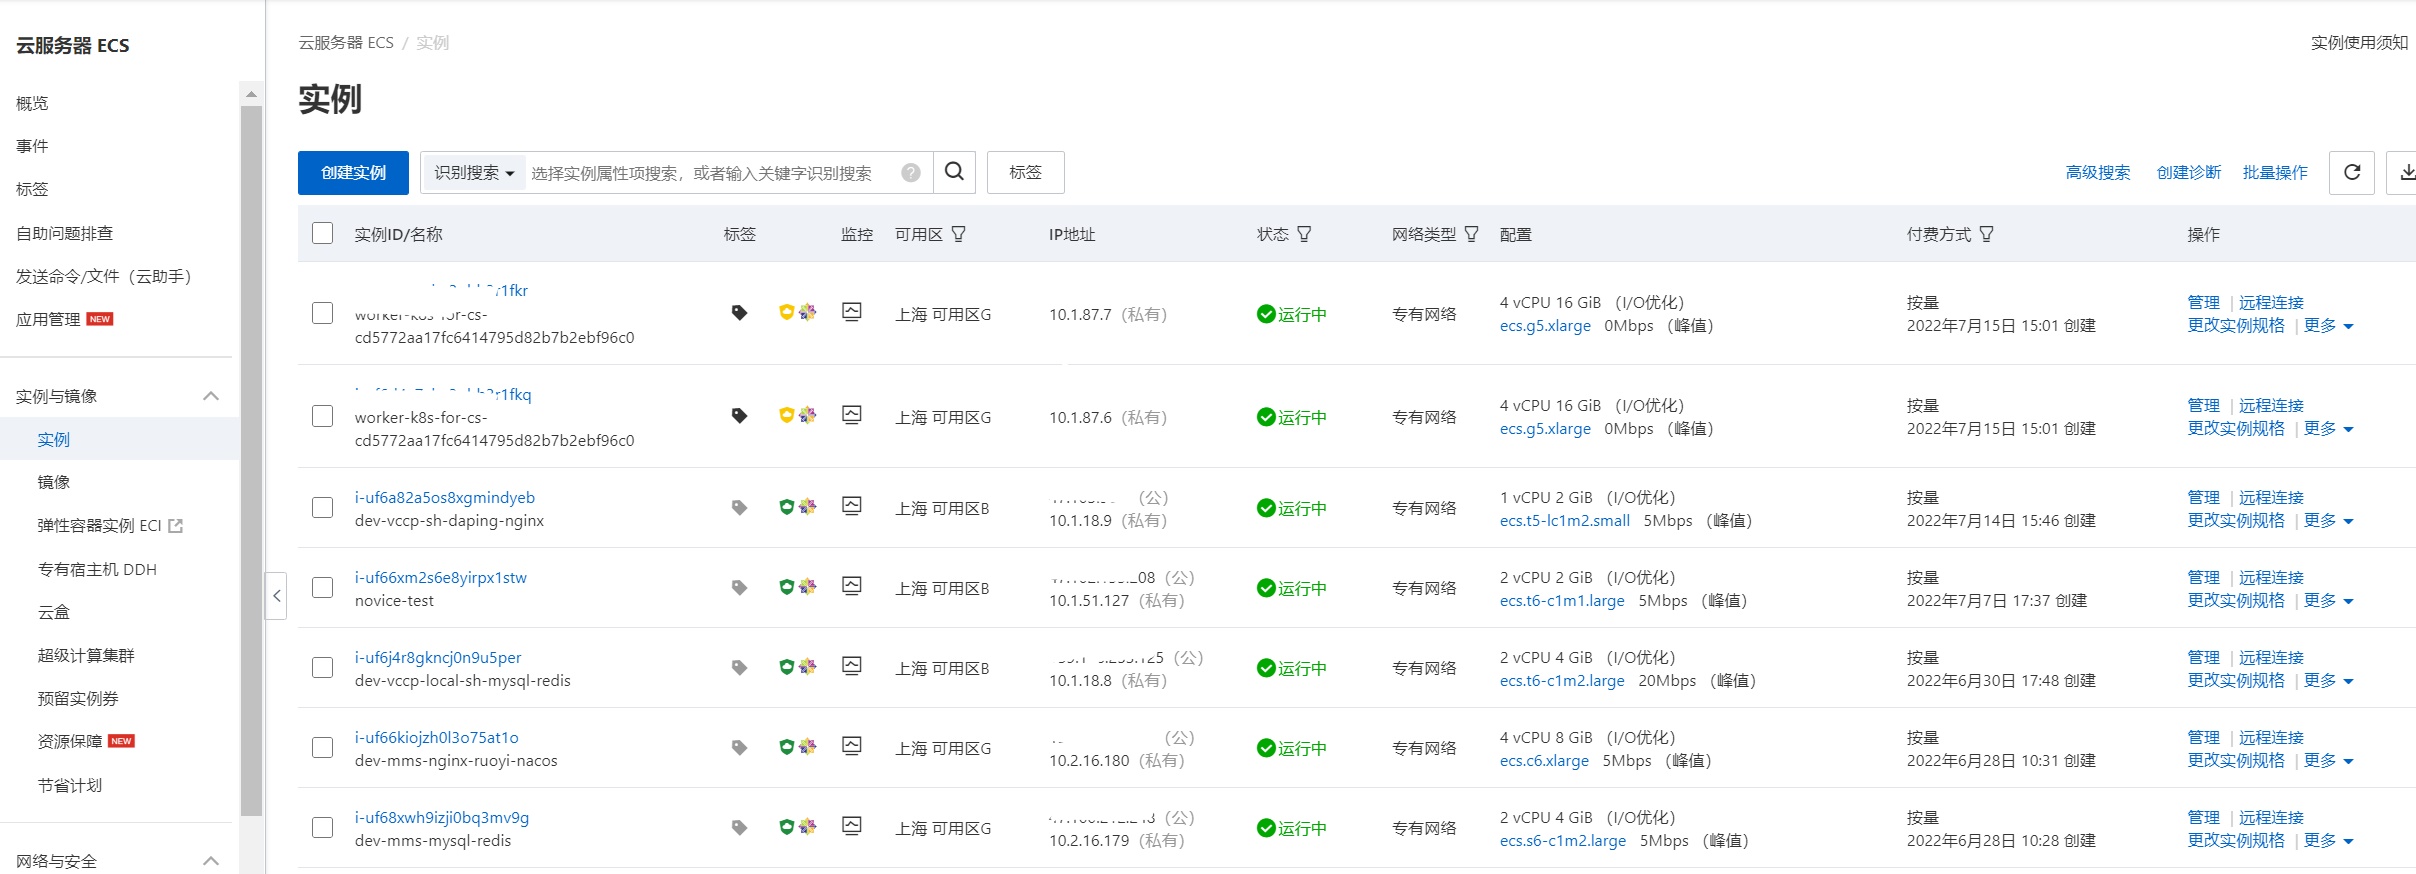 云服务器 ECS
概览
事件
标签
自助问题排查
发送命令/文件（云助手）
应用管理 NEW
实例与镜像
实例
镜像
弹性容器实例 ECI
专有宿主机 DDH
云盒
超级计算集群
预留实例券
资源保障 NEW
节省计划
网络与安全
云服务器 ECS / 实例
实例使用须知
实例
创建实例 识别搜索 选择实例属性项搜索，或者输入关键字识别搜索 ? 标签 高级搜索 创建诊断 批量操作
实例ID/名称 标签 监控 可用区 IP地址 状态 网络类型 配置 付费方式 操作
r1fkr
worker-k8s-for-cs-
cd5772aa17fc6414795d82b7b2ebf96c0
上海 可用区G
10.1.87.7（私有）
运行中
专有网络
4 vCPU 16 GiB （I/O优化）
ecs.g5.xlarge 0Mbps （峰值）
按量
2022年7月15日 15:01 创建
管理 | 远程连接
更改实例规格 | 更多
r1fkq
worker-k8s-for-cs-
cd5772aa17fc6414795d82b7b2ebf96c0
上海 可用区G
10.1.87.6（私有）
运行中
专有网络
4 vCPU 16 GiB （I/O优化）
ecs.g5.xlarge 0Mbps （峰值）
按量
2022年7月15日 15:01 创建
管理 | 远程连接
更改实例规格 | 更多
i-uf6a82a5os8xgmindyeb
dev-vccp-sh-daping-nginx
上海 可用区B
（公）
10.1.18.9（私有）
运行中
专有网络
1 vCPU 2 GiB （I/O优化）
ecs.t5-lc1m2.small 5Mbps （峰值）
按量
2022年7月14日 15:46 创建
管理 | 远程连接
更改实例规格 | 更多
i-uf66xm2s6e8yirpx1stw
novice-test
上海 可用区B
208（公）
10.1.51.127（私有）
运行中
专有网络
2 vCPU 2 GiB （I/O优化）
ecs.t6-c1m1.large 5Mbps （峰值）
按量
2022年7月7日 17:37 创建
管理 | 远程连接
更改实例规格 | 更多
i-uf6j4r8gkncj0n9u5per
dev-vccp-local-sh-mysql-redis
上海 可用区B
125（公）
10.1.18.8（私有）
运行中
专有网络
2 vCPU 4 GiB （I/O优化）
ecs.t6-c1m2.large 20Mbps （峰值）
按量
2022年6月30日 17:48 创建
管理 | 远程连接
更改实例规格 | 更多
i-uf66kiojzh0l3o75at1o
dev-mms-nginx-ruoyi-nacos
上海 可用区G
（公）
10.2.16.180（私有）
运行中
专有网络
4 vCPU 8 GiB （I/O优化）
ecs.c6.xlarge 5Mbps （峰值）
按量
2022年6月28日 10:31 创建
管理 | 远程连接
更改实例规格 | 更多
i-uf68xwh9izji0bq3mv9g
dev-mms-mysql-redis
上海 可用区G
（公）
10.2.16.179（私有）
运行中
专有网络
2 vCPU 4 GiB （I/O优化）
ecs.s6-c1m2.large 5Mbps （峰值）
按量
2022年6月28日 10:28 创建
管理 | 远程连接
更改实例规格 | 更多